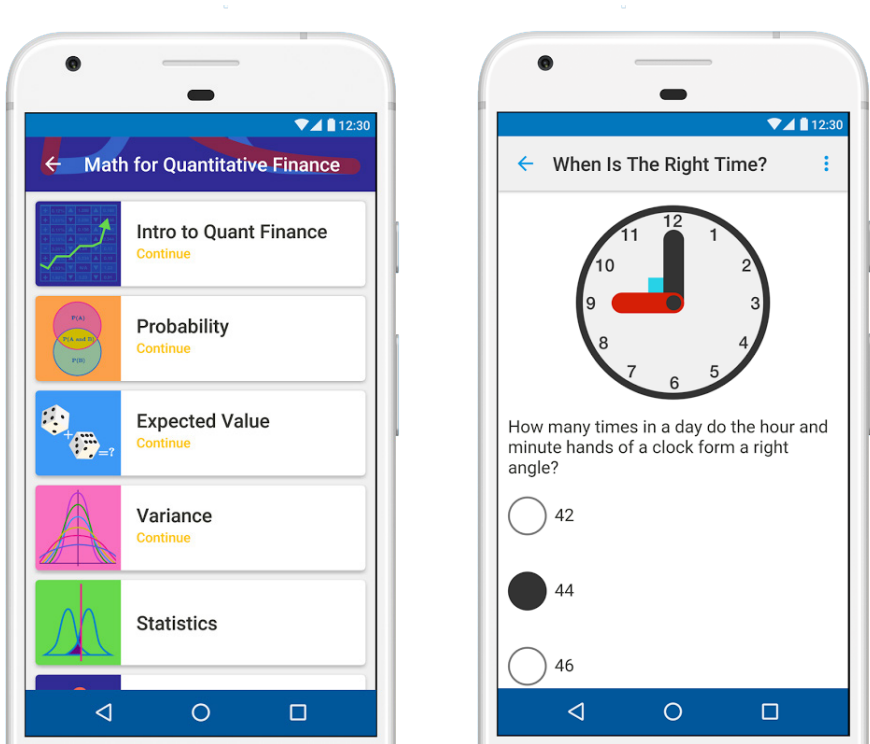 12:30
Math for Quantitative Finance
Intro to Quant Finance
Continue
P(A)
P(A and B)
P(B)
Probability
Continue
+
=?
Expected Value
Continue
Variance
Continue
Statistics
12:30
When Is The Right Time?
12
11
1
10
2
9
3
8
4
7
5
6
How many times in a day do the hour and
minute hands of a clock form a right
angle?
42
44
46